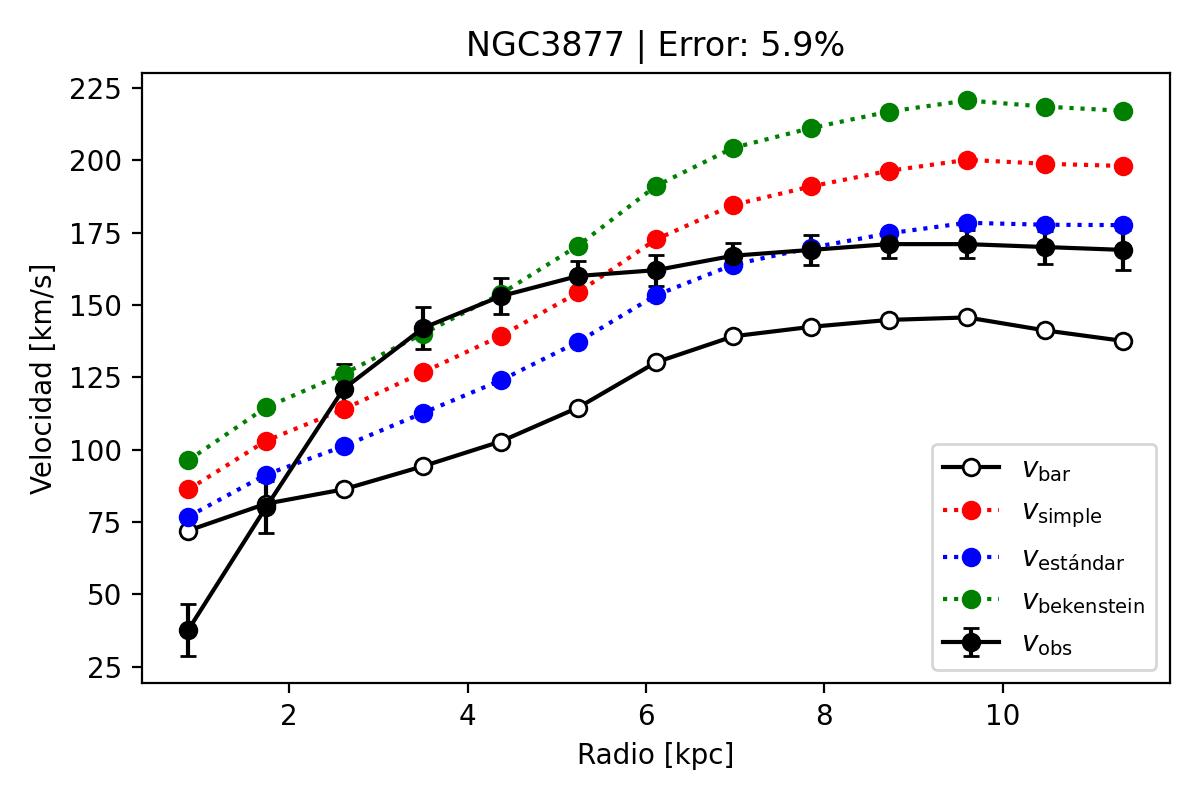 NGC3877 | Error: 5.9%
Velocidad [km/s]
225
200
175
150
125
100
75
50
25
v_bar
v_simple
v_estándar
v_bekenstein
v_obs
2 4 6 8 10
Radio [kpc]